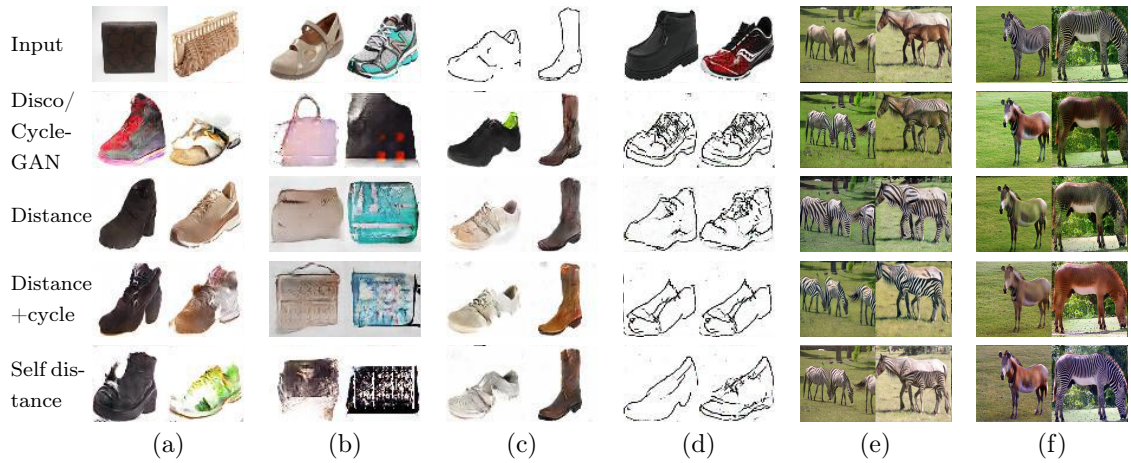 Input
Disco/
Cycle-
GAN
Distance
Distance
+cycle
Self dis-
tance
(a) (b) (c) (d) (e) (f)